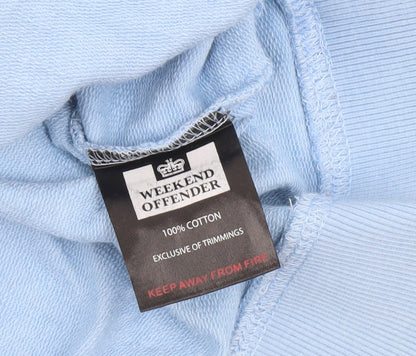 WEEKEND
OFFENDER
100% COTTON
EXCLUSIVE OF TRIMMINGS
KEEP AWAY FROM FIRE